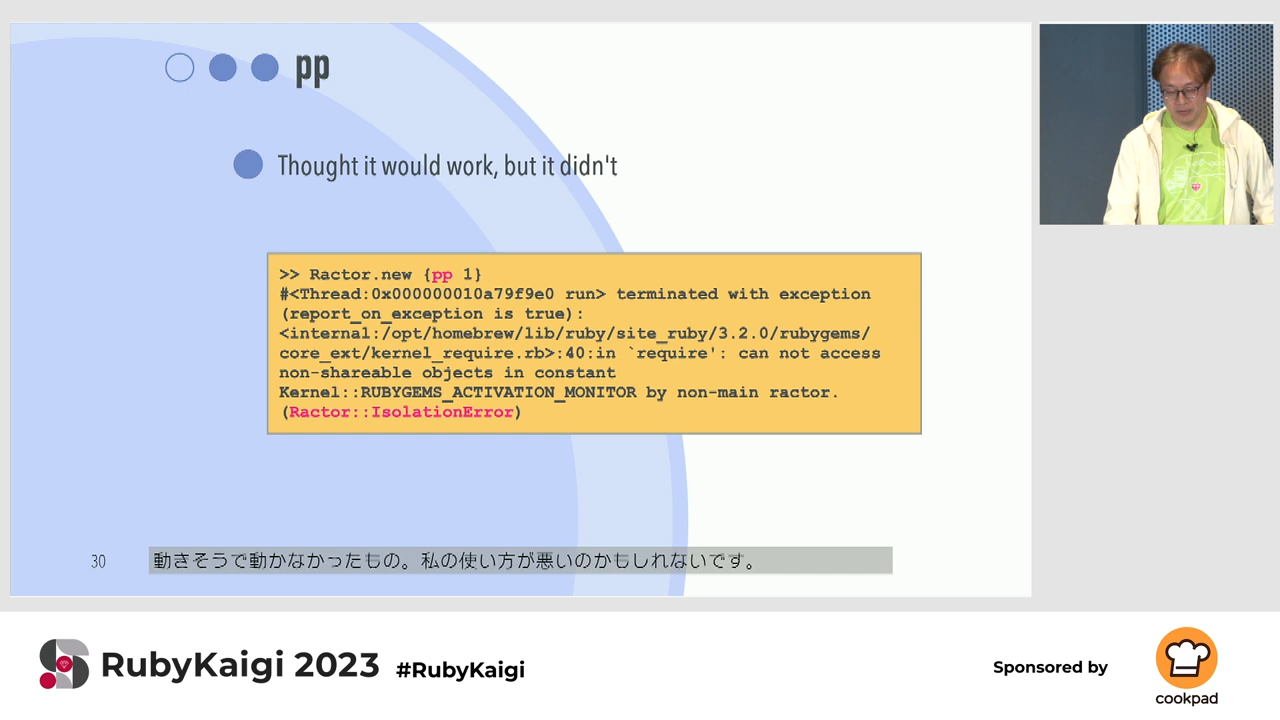 pp
Thought it would work, but it didn't
>> Ractor.new {pp 1}
#<Thread:0x000000010a79f9e0 run> terminated with exception
(report_on_exception is true):
<internal:/opt/homebrew/lib/ruby/site_ruby/3.2.0/rubygems/
core_ext/kernel_require.rb>:40:in `require': can not access
non-shareable objects in constant
Kernel::RUBYGEMS_ACTIVATION_MONITOR by non-main ractor.
(Ractor::IsolationError)
30
動きそうで動かなかったもの。私の使い方が悪いのかもしれないです。
RubyKaigi 2023 #RubyKaigi
Sponsored by
cookpad